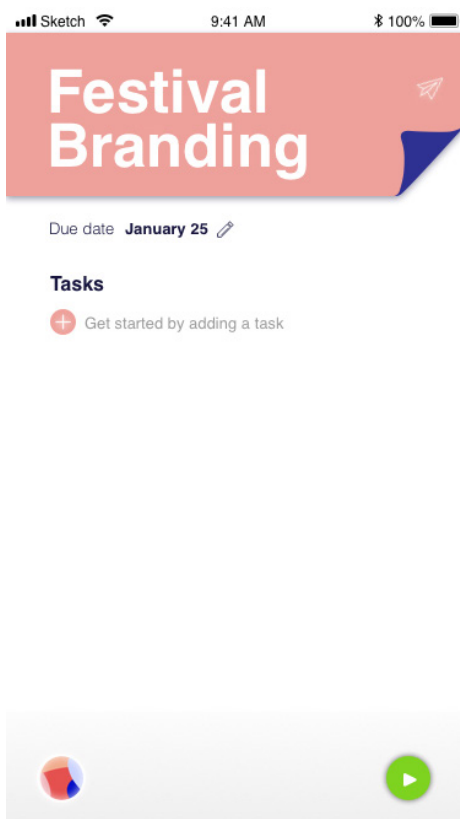 Sketch 9:41 AM 100%
Festival
Branding
Due date January 25
Tasks
Get started by adding a task